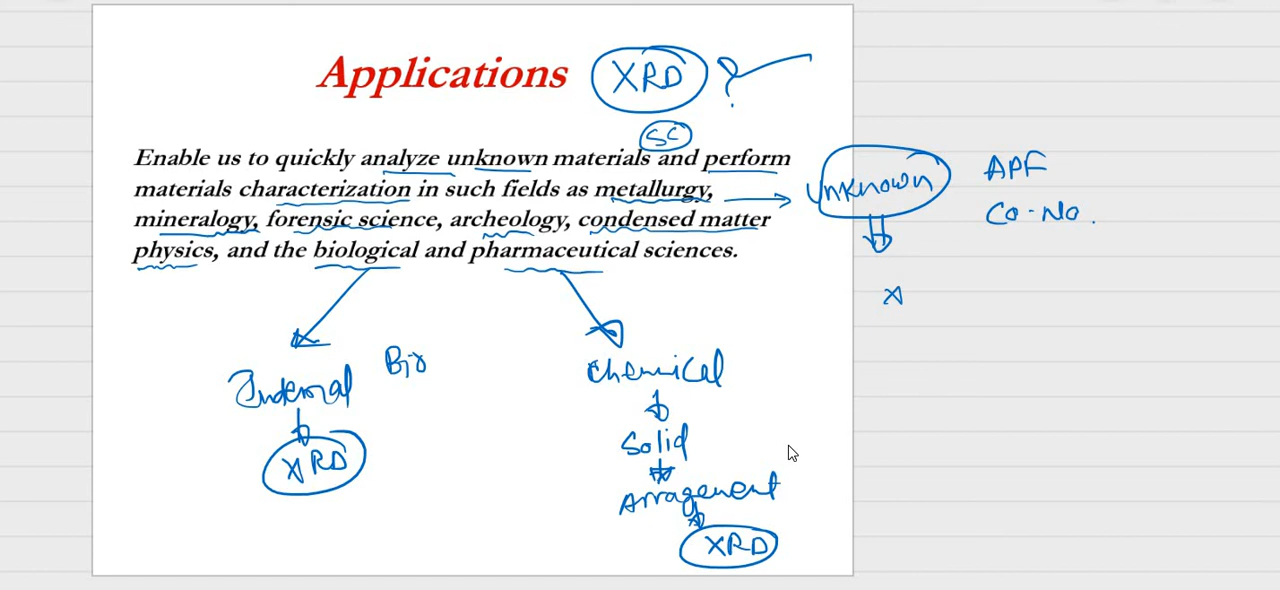 Applications XRD ?
SC
Enable us to quickly analyze unknown materials and perform
materials characterization in such fields as metallurgy,
mineralogy, forensic science, archeology, condensed matter
physics, and the biological and pharmaceutical sciences.
Unknown
APF
Co-No.
Internal Bio
XRD
Chemical
Solid
Arragement
XRD